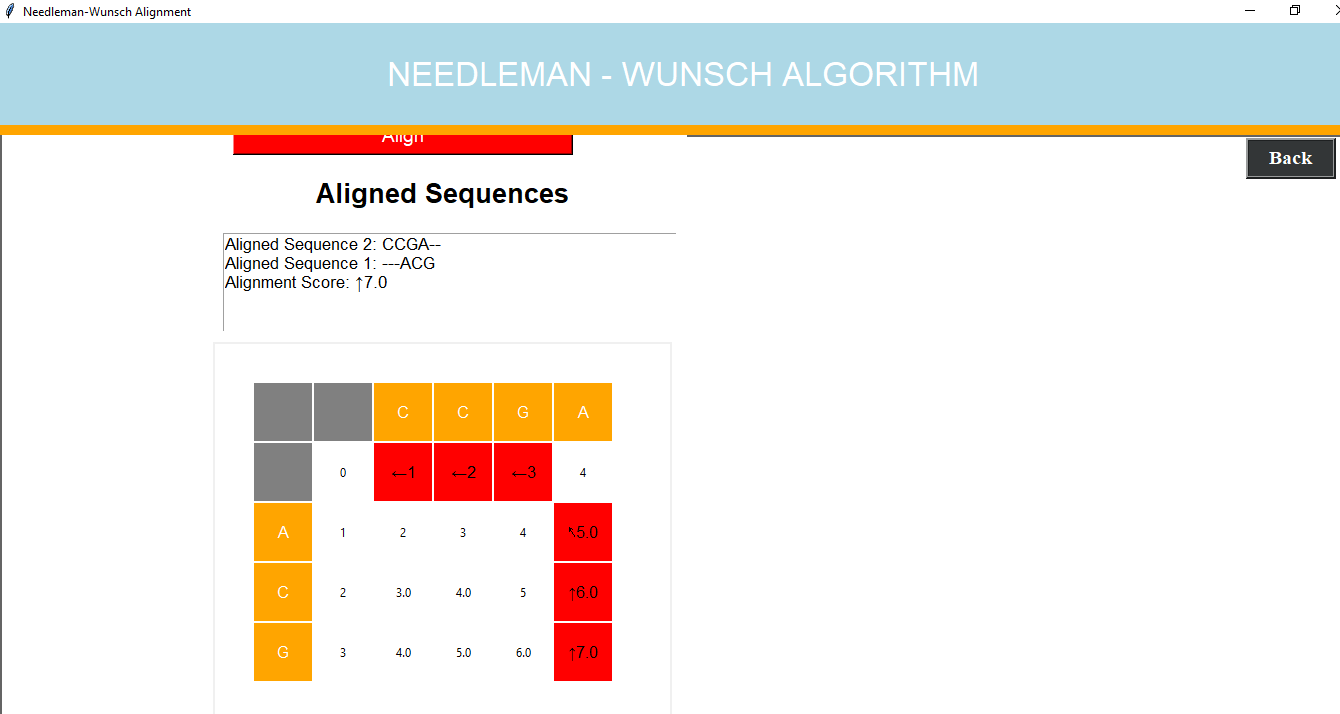 Needleman-Wunsch Alignment
NEEDLEMAN - WUNSCH ALGORITHM
Align
Back
Aligned Sequences
Aligned Sequence 2: CCGA--
Aligned Sequence 1: ---ACG
Alignment Score: ↑7.0
C C G A
0 ←1 ←2 ←3 4
A 1 2 3 4 ↖5.0
C 2 3.0 4.0 5 ↑6.0
G 3 4.0 5.0 6.0 ↑7.0